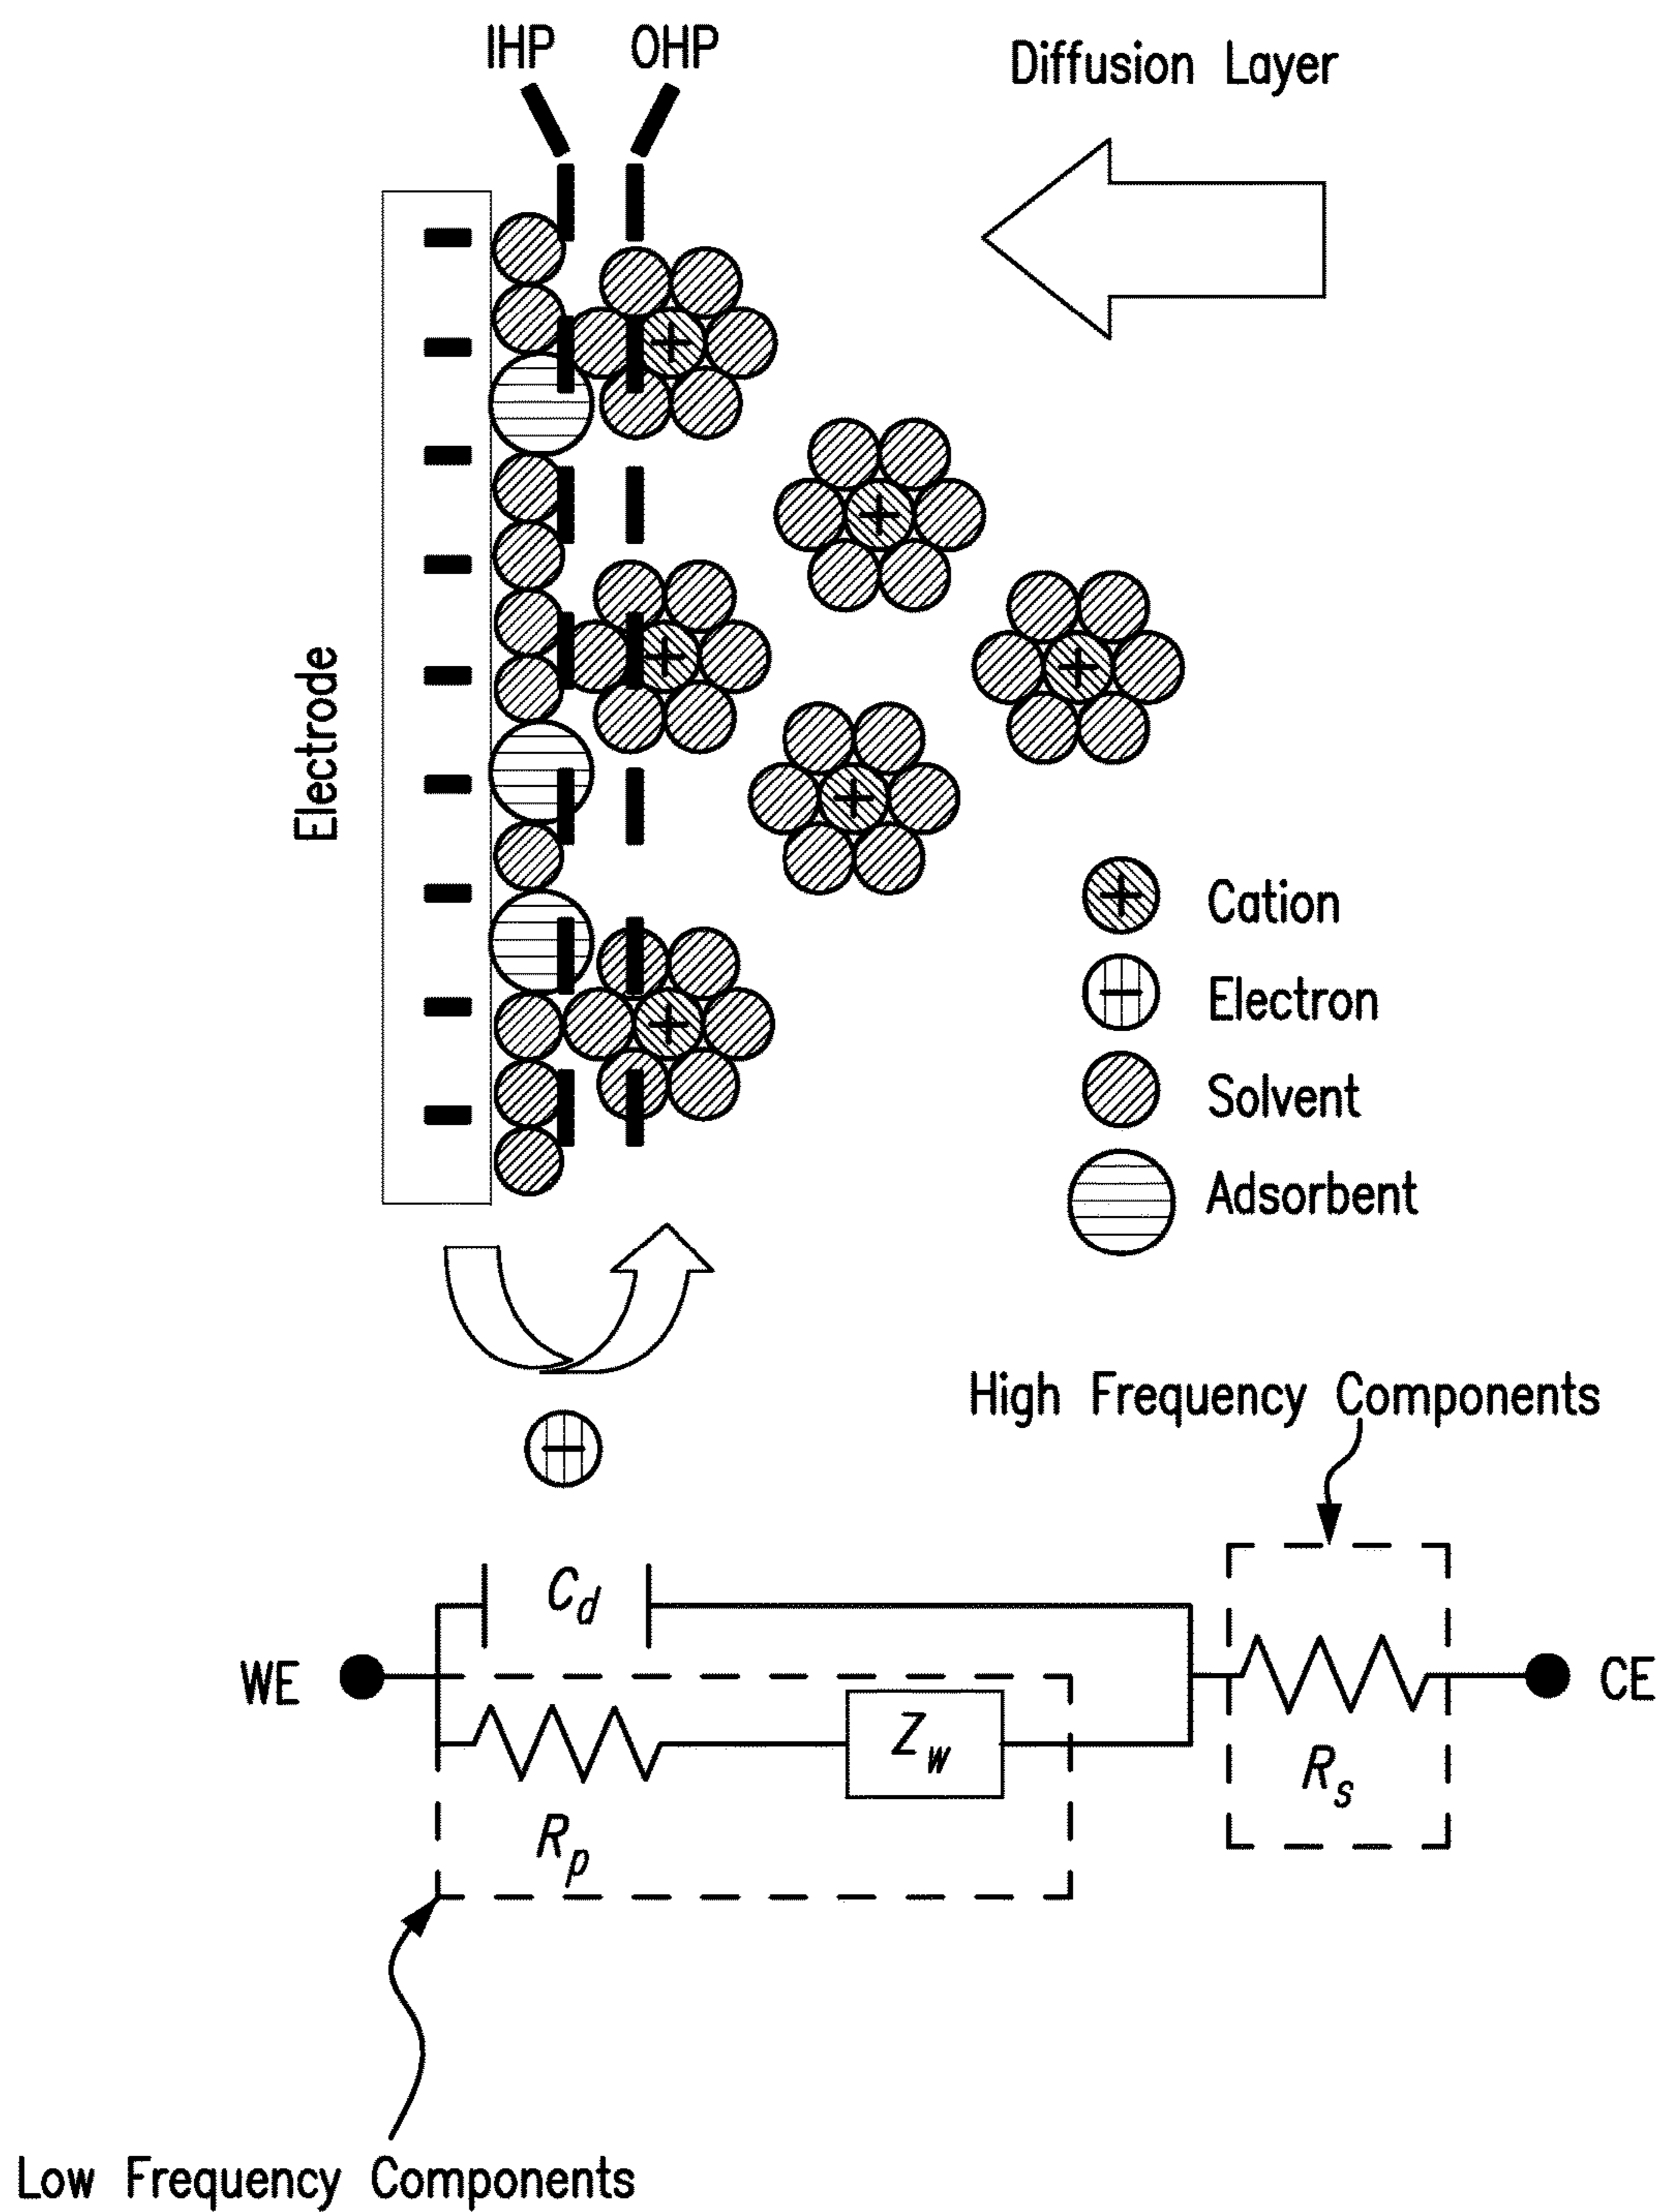 IHP OHP
Diffusion Layer
Electrode
+ Cation
− Electron
Solvent
Adsorbent
High Frequency Components
C_d
WE
CE
Z_w
R_s
R_p
Low Frequency Components